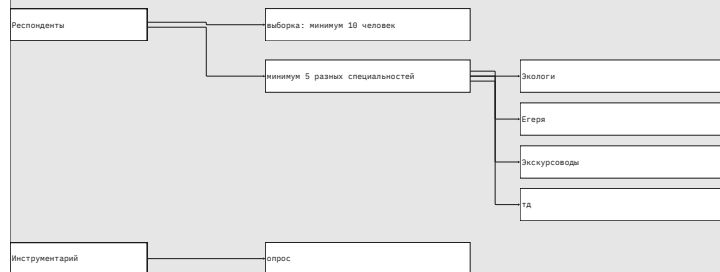 Респонденты
выборка: минимум 10 человек
минимум 5 разных специальностей
Экологи
Егеря
Экскурсоводы
тд
Инструментарий
опрос